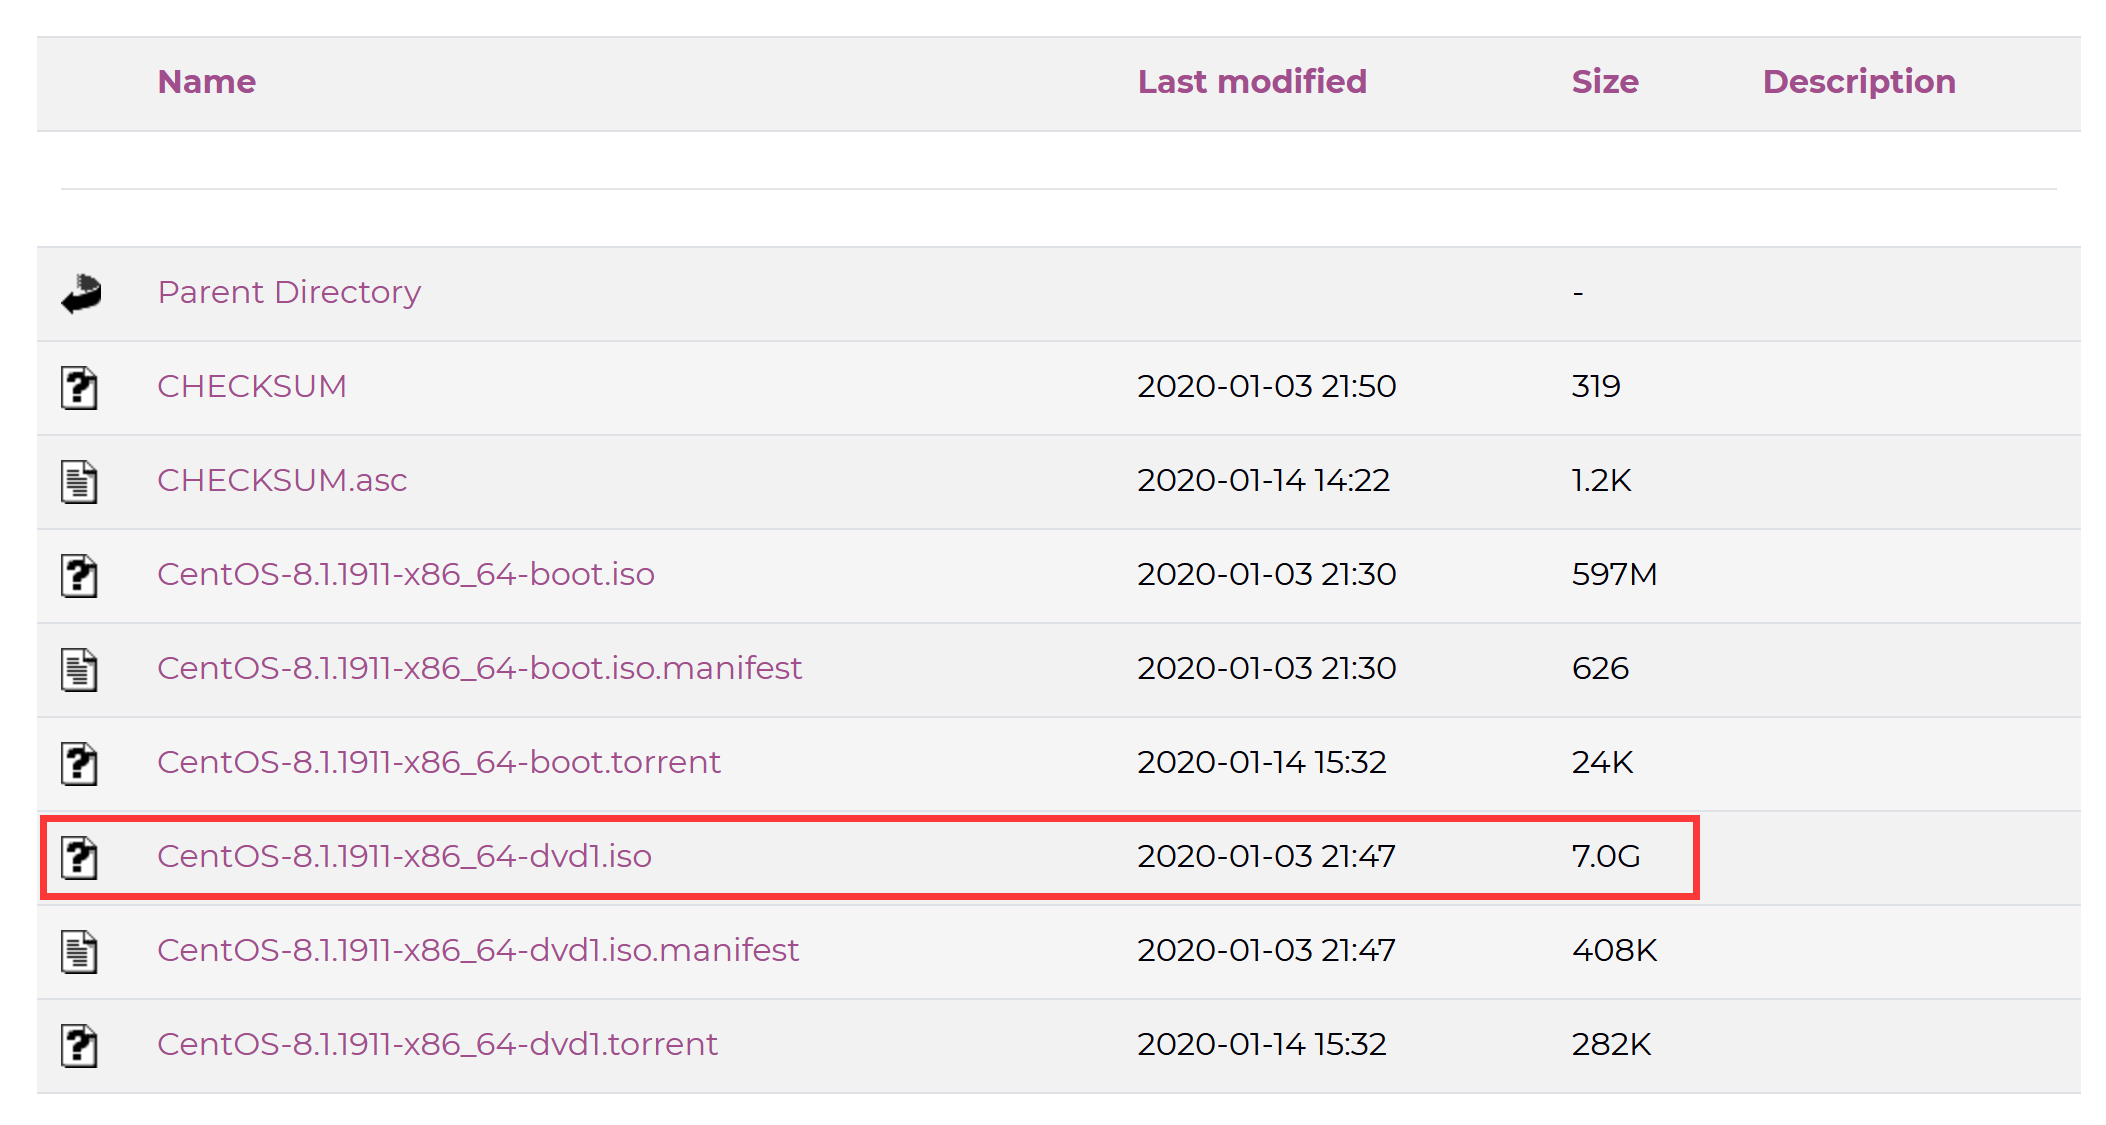 Name Last modified Size Description
Parent Directory -
CHECKSUM 2020-01-03 21:50 319
CHECKSUM.asc 2020-01-14 14:22 1.2K
CentOS-8.1.1911-x86_64-boot.iso 2020-01-03 21:30 597M
CentOS-8.1.1911-x86_64-boot.iso.manifest 2020-01-03 21:30 626
CentOS-8.1.1911-x86_64-boot.torrent 2020-01-14 15:32 24K
CentOS-8.1.1911-x86_64-dvd1.iso 2020-01-03 21:47 7.0G
CentOS-8.1.1911-x86_64-dvd1.iso.manifest 2020-01-03 21:47 408K
CentOS-8.1.1911-x86_64-dvd1.torrent 2020-01-14 15:32 282K